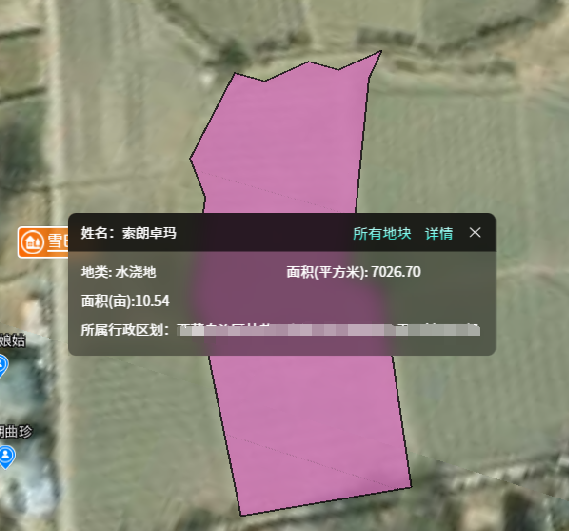 姓名：索朗卓玛 所有地块 详情
雪
地类: 水浇地 面积(平方米): 7026.70
面积(亩):10.54
所属行政区划：
娘姑
曲珍